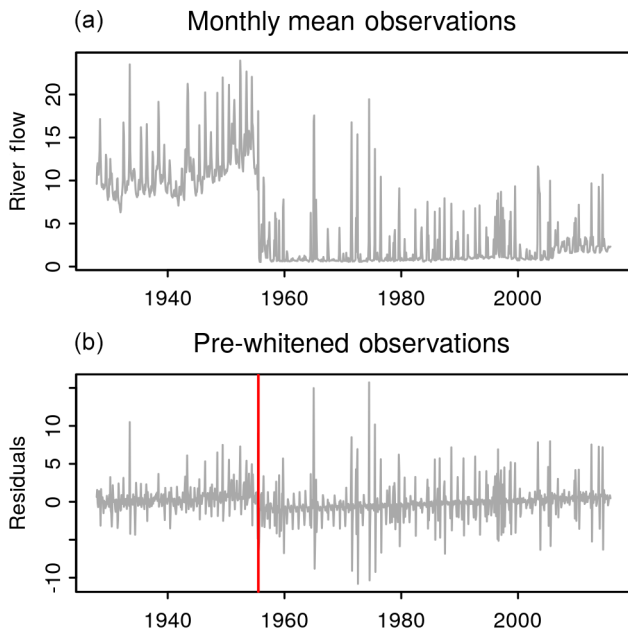 (a) Monthly mean observations
River flow
20
15
10
5
0
1940 1960 1980 2000
(b) Pre-whitened observations
Residuals
10
5
0
-10
1940 1960 1980 2000